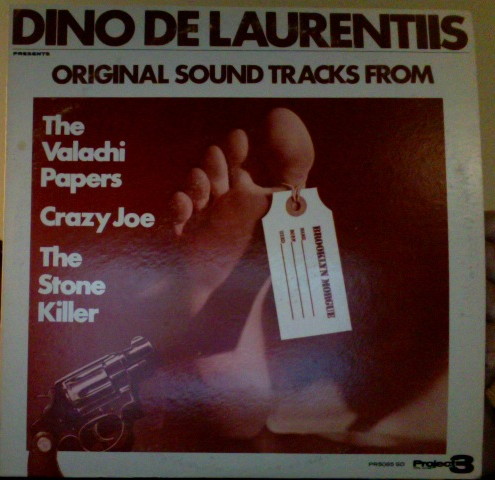 DINO DE LAURENTIIS
PRESENTS
ORIGINAL SOUND TRACKS FROM
The
Valachi
Papers
Crazy Joe
The
Stone
Killer
BROOKLYN MORGUE
NAME
Project 3